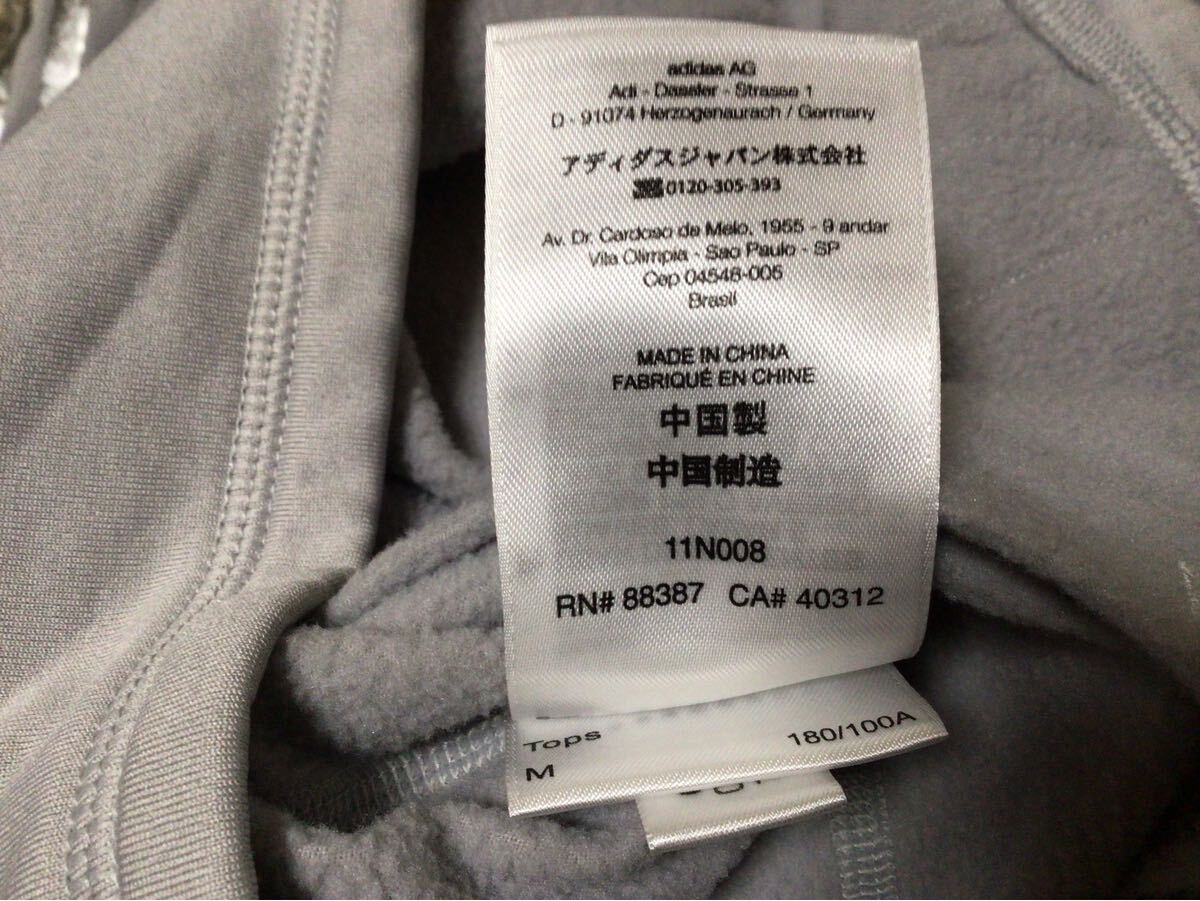 adidas AG
Adi - Dassler - Strasse 1
D - 91074 Herzogenaurach / Germany
アディダスジャパン株式会社
0120-305-393
Av. Dr. Cardoso de Melo, 1955 - 9 andar
Vila Olimpia - Sao Paulo - SP
Cep 04548-005
Brasil
MADE IN CHINA
FABRIQUÉ EN CHINE
中国製
中国制造
11N008
RN# 88387 CA# 40312
Tops 180/100A
M